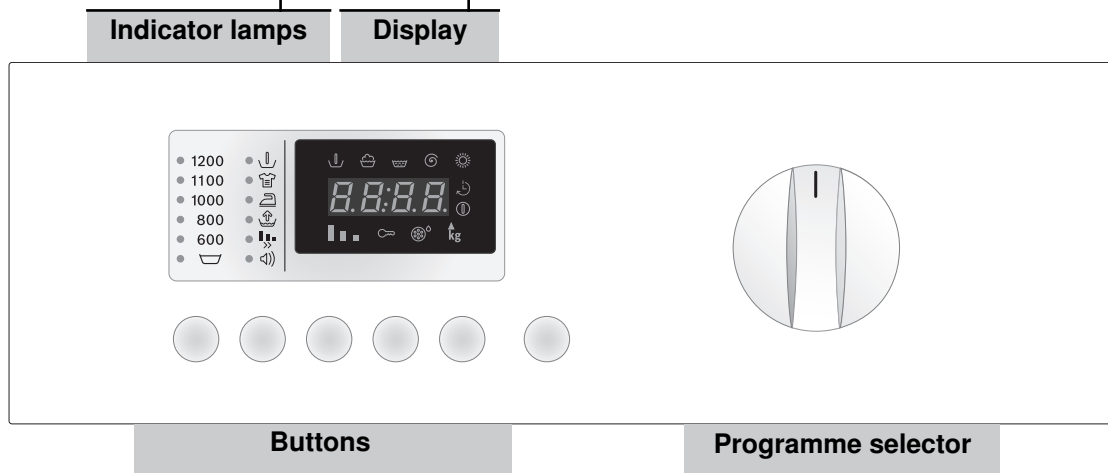 Indicator lamps Display
1200
1100
1000
800
600
8.8:8.8.
kg
Buttons Programme selector